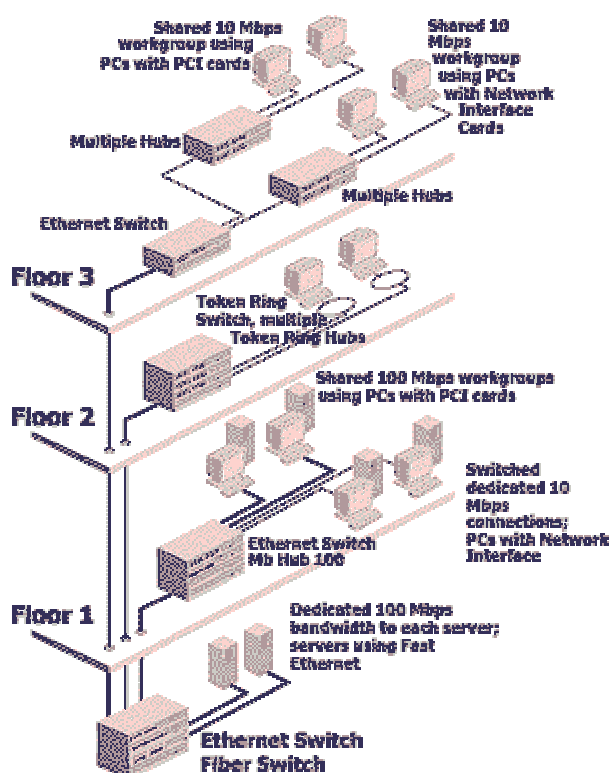 Shared 10 Mbps
workgroup using
PCs with PCI cards
Shared 10
Mbps
workgroup
using PCs
with Network
Interface
Cards
Multiple Hubs
Multiple Hubs
Ethernet Switch
Floor 3
Token Ring
Switch, multiple
Token Ring Hubs
Shared 100 Mbps workgroups
using PCs with PCI cards
Floor 2
Switched
dedicated 10
Mbps
connections;
PCs with Network
Interface
Ethernet Switch
Mb Hub 100
Floor 1
Dedicated 100 Mbps
bandwidth to each server;
servers using Fast
Ethernet
Ethernet Switch
Fiber Switch